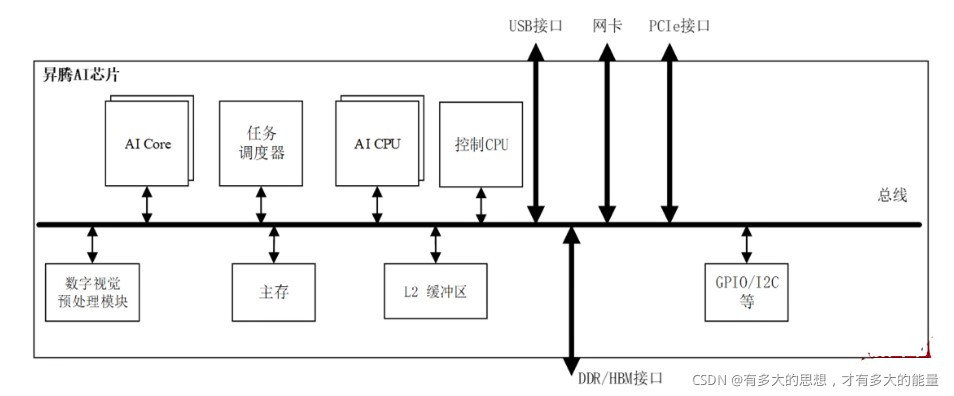 USB接口 网卡 PCIe接口
昇腾AI芯片
AI Core
任务
调度器
AI CPU
控制CPU
总线
数字视觉
预处理模块
主存
L2 缓冲区
GPIO/I2C
等
DDR/HBM接口
CSDN @有多大的思想，才有多大的能量